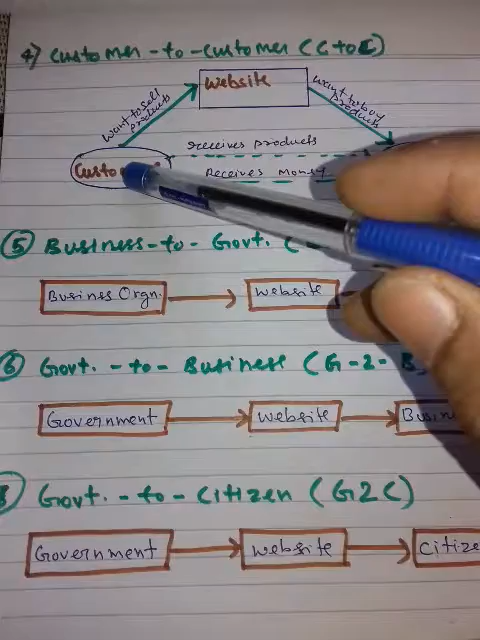 4) Customer-to-Customer (C to C)
Website
Want to sell products
Want to buy products
receives products
Receives Money
Custo
5 Business-to-Govt. (
Business Orgn.
Website
6 Govt.-to-Business (G-2-B)
Government
Website
Busin
8 Govt.-to-Citizen (G2C)
Government
Website
Citize